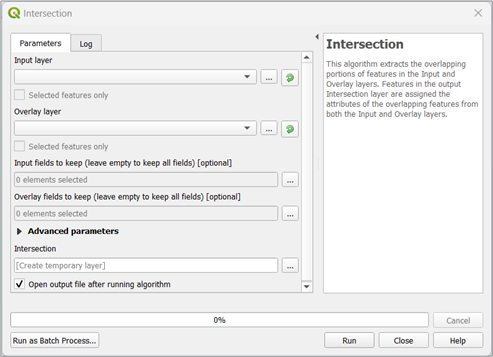 Intersection
Parameters
Log
Input layer
...
Selected features only
Overlay layer
...
Selected features only
Input fields to keep (leave empty to keep all fields) [optional]
0 elements selected
...
Overlay fields to keep (leave empty to keep all fields) [optional]
0 elements selected
...
Advanced parameters
Intersection
[Create temporary layer]
...
Open output file after running algorithm
Intersection
This algorithm extracts the overlapping
portions of features in the Input and
Overlay layers. Features in the output
Intersection layer are assigned the
attributes of the overlapping features from
both the Input and Overlay layers.
0%
Cancel
Run as Batch Process...
Run
Close
Help